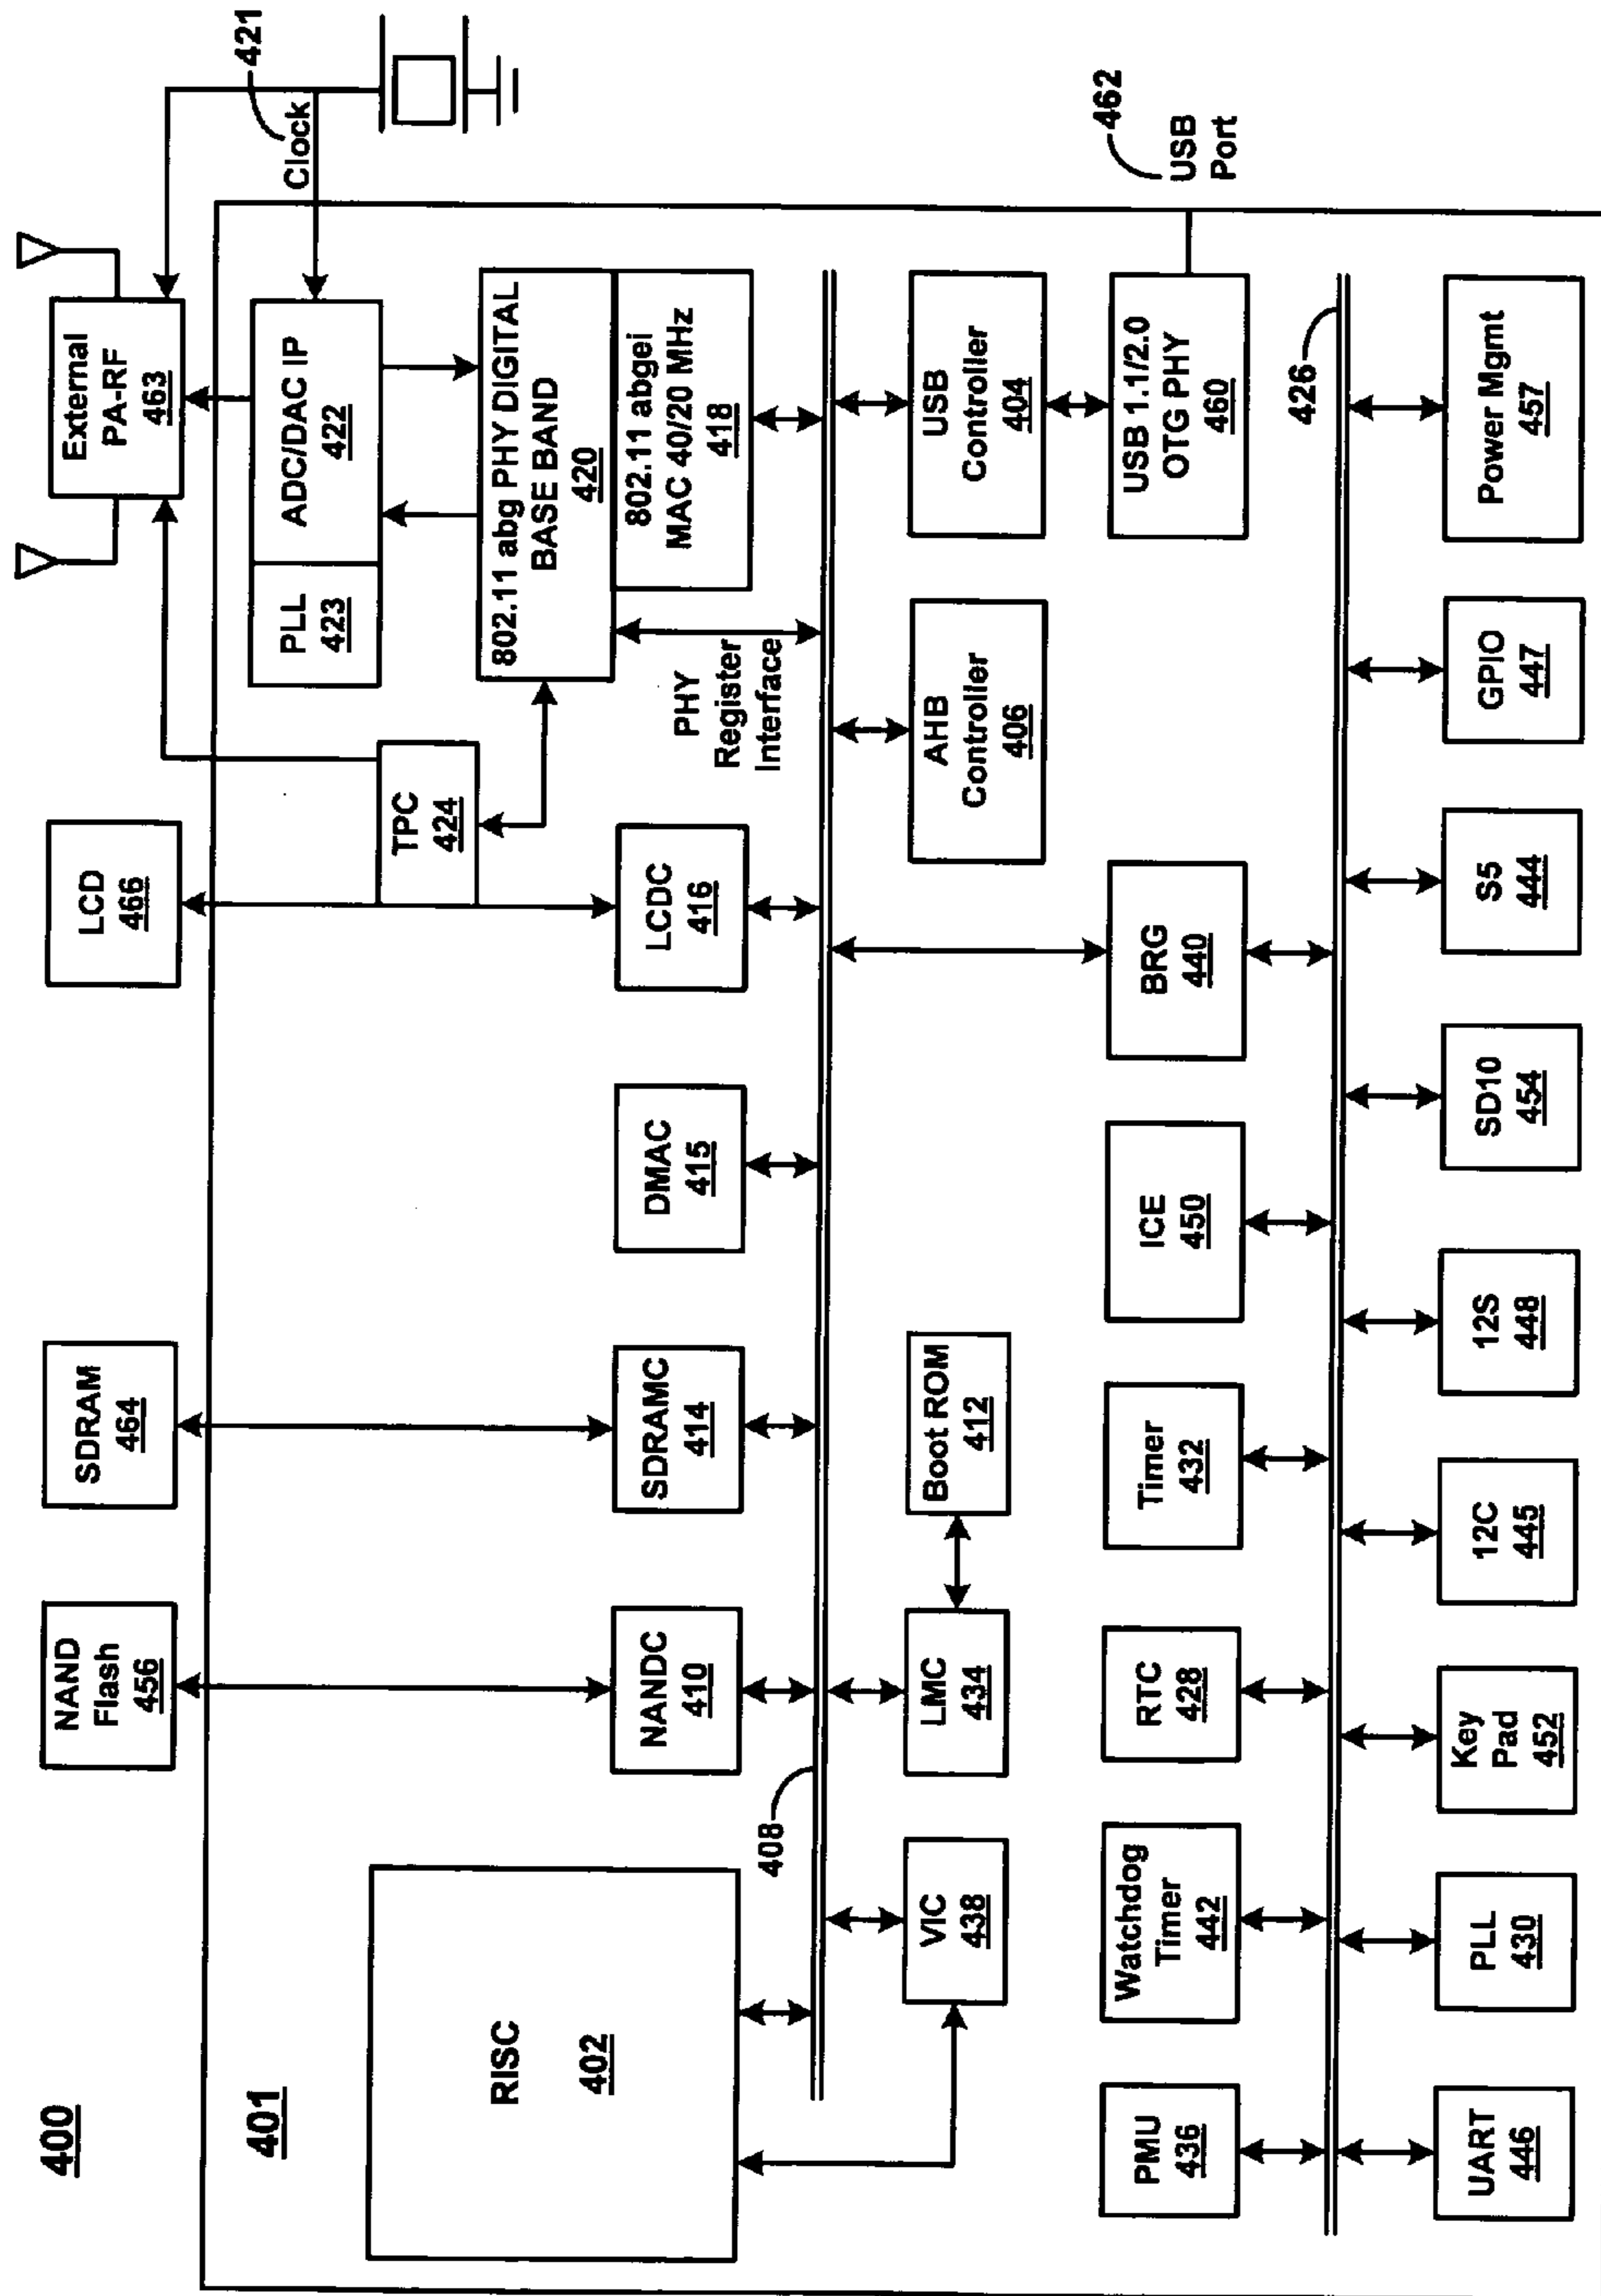 400
401
NAND
Flash
456
SDRAM
464
LCD
466
External
PA-RF
463
421
Clock
RISC
402
NANDC
410
SDRAMC
414
DMAC
415
LCDC
416
TPC
424
PLL
423
ADC/DAC IP
422
802.11 abg PHY DIGITAL
BASE BAND
420
802.11 abgei
MAC 40/20 MHz
418
PHY
Register
Interface
408
VIC
438
LMC
434
Boot ROM
412
AHB
Controller
406
USB
Controller
404
462
USB
Port
PMU
436
Watchdog
Timer
442
RTC
428
Timer
432
ICE
450
BRG
440
USB 1.1/2.0
OTG PHY
460
426
UART
446
PLL
430
Key
Pad
452
12C
445
12S
448
SD10
454
S5
444
GPIO
447
Power Mgmt
457